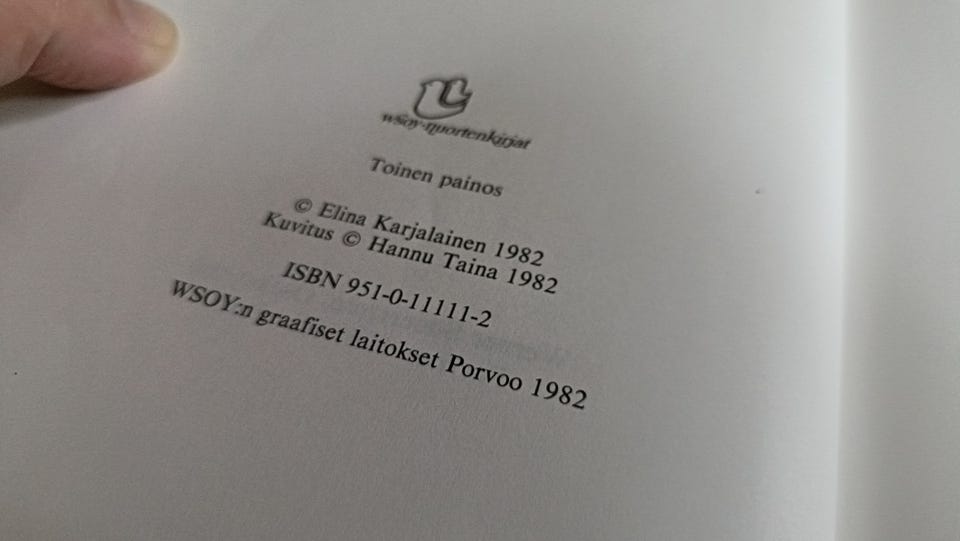 wsoy-nuortenkirjat
Toinen painos
© Elina Karjalainen 1982
Kuvitus © Hannu Taina 1982
ISBN 951-0-11111-2
WSOY:n graafiset laitokset Porvoo 1982